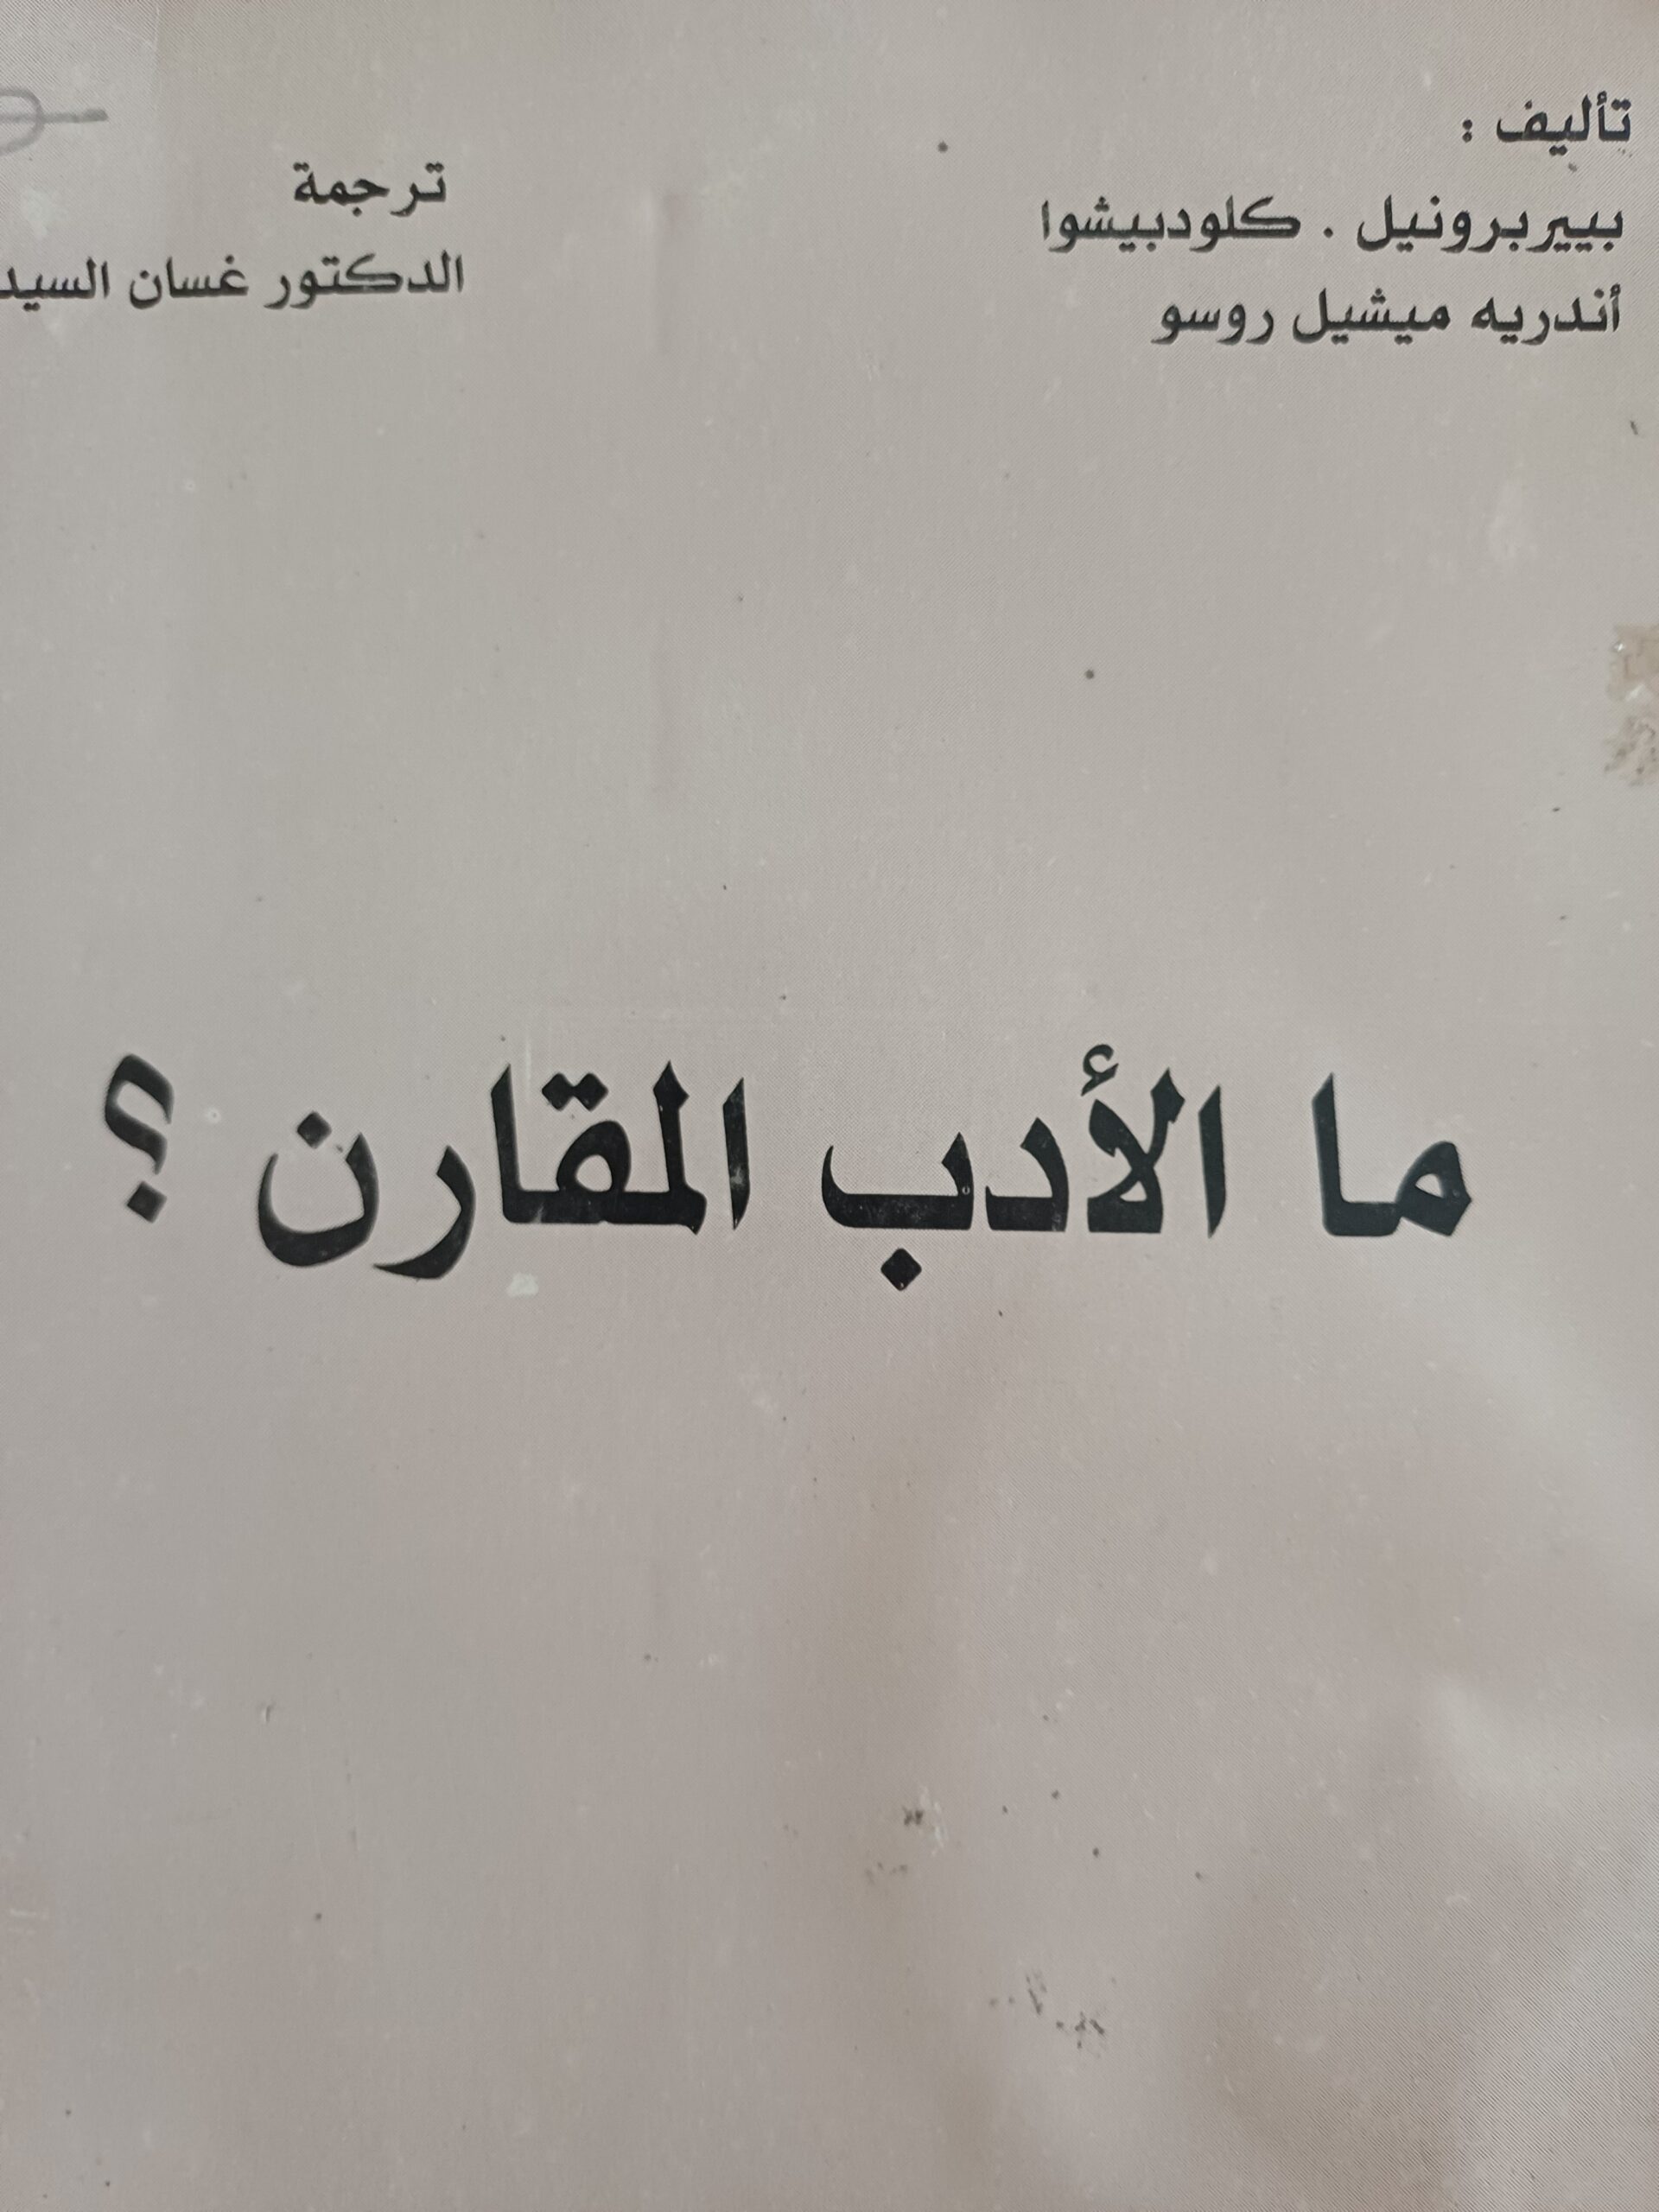 تأليف :
بيير برونيل . كلود بيشوا
أندريه ميشيل روسو
ترجمة
الدكتور غسان السيد
ما الأدب المقارن ؟